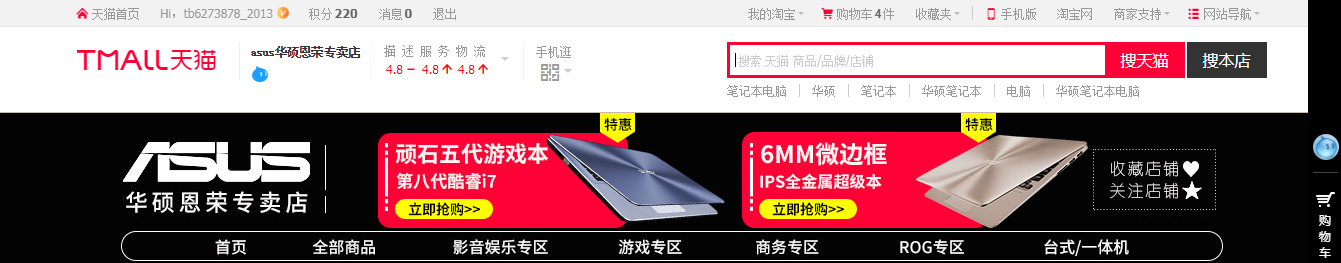 天猫首页 Hi，tb6273878_2013 积分 220 消息 0 退出 我的淘宝 购物车 4件 收藏夹 手机版 淘宝网 商家支持 网站导航
TMALL天猫 asus华硕恩荣专卖店 描述 服务 物流 手机逛
4.8 4.8 4.8
搜索 天猫 商品/品牌/店铺 搜天猫 搜本店
笔记本电脑 华硕 笔记本 华硕笔记本 电脑 华硕笔记本电脑
ASUS
华硕恩荣专卖店
特惠
顽石五代游戏本
第八代酷睿i7
立即抢购>>
特惠
6MM微边框
IPS全金属超级本
立即抢购>>
收藏店铺
关注店铺
购物车
首页 全部商品 影音娱乐专区 游戏专区 商务专区 ROG专区 台式/一体机